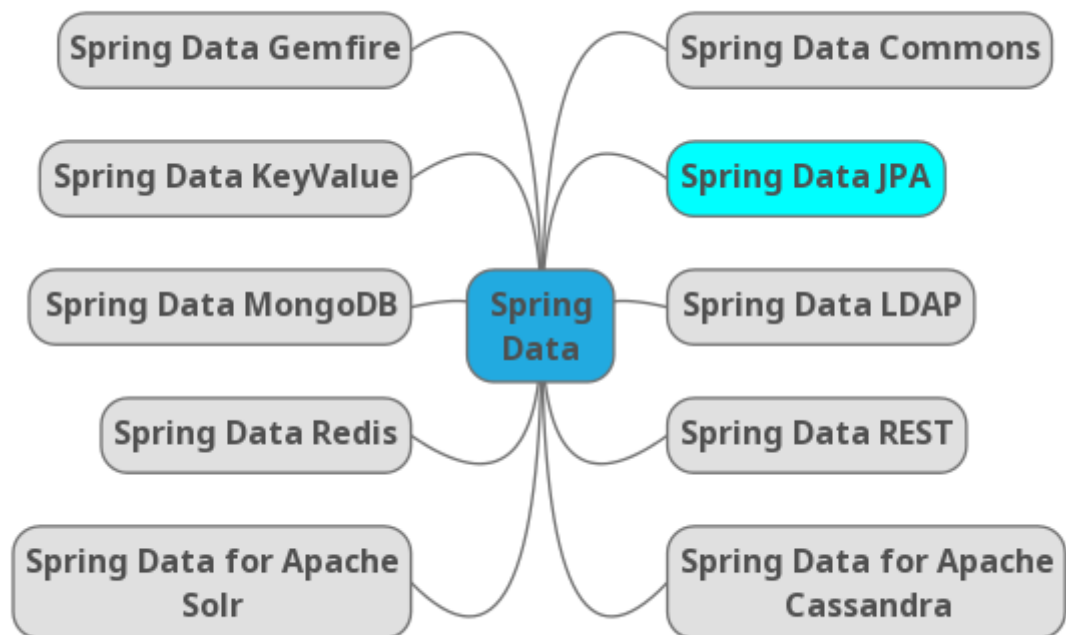 Spring Data Gemfire
Spring Data Commons
Spring Data KeyValue
Spring Data JPA
Spring Data MongoDB
Spring
Data
Spring Data LDAP
Spring Data Redis
Spring Data REST
Spring Data for Apache
Solr
Spring Data for Apache
Cassandra